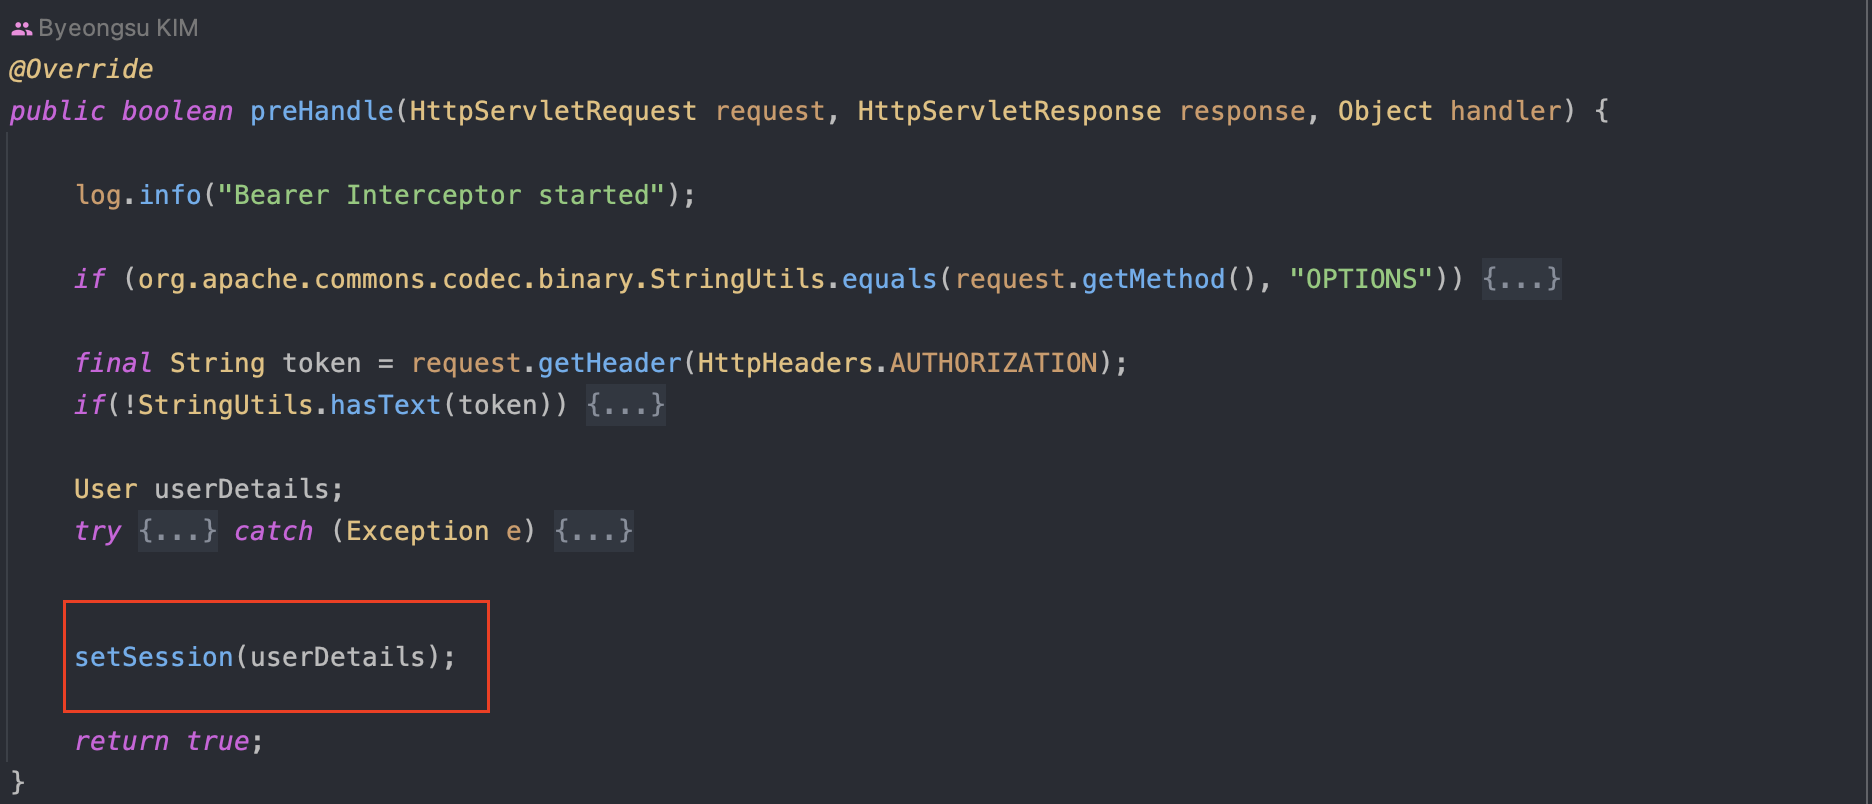 Byeongsu KIM
@Override
public boolean preHandle(HttpServletRequest request, HttpServletResponse response, Object handler) {
log.info("Bearer Interceptor started");
if (org.apache.commons.codec.binary.StringUtils.equals(request.getMethod(), "OPTIONS")) {...}
final String token = request.getHeader(HttpHeaders.AUTHORIZATION);
if(!StringUtils.hasText(token)) {...}
User userDetails;
try {...} catch (Exception e) {...}
setSession(userDetails);
return true;
}